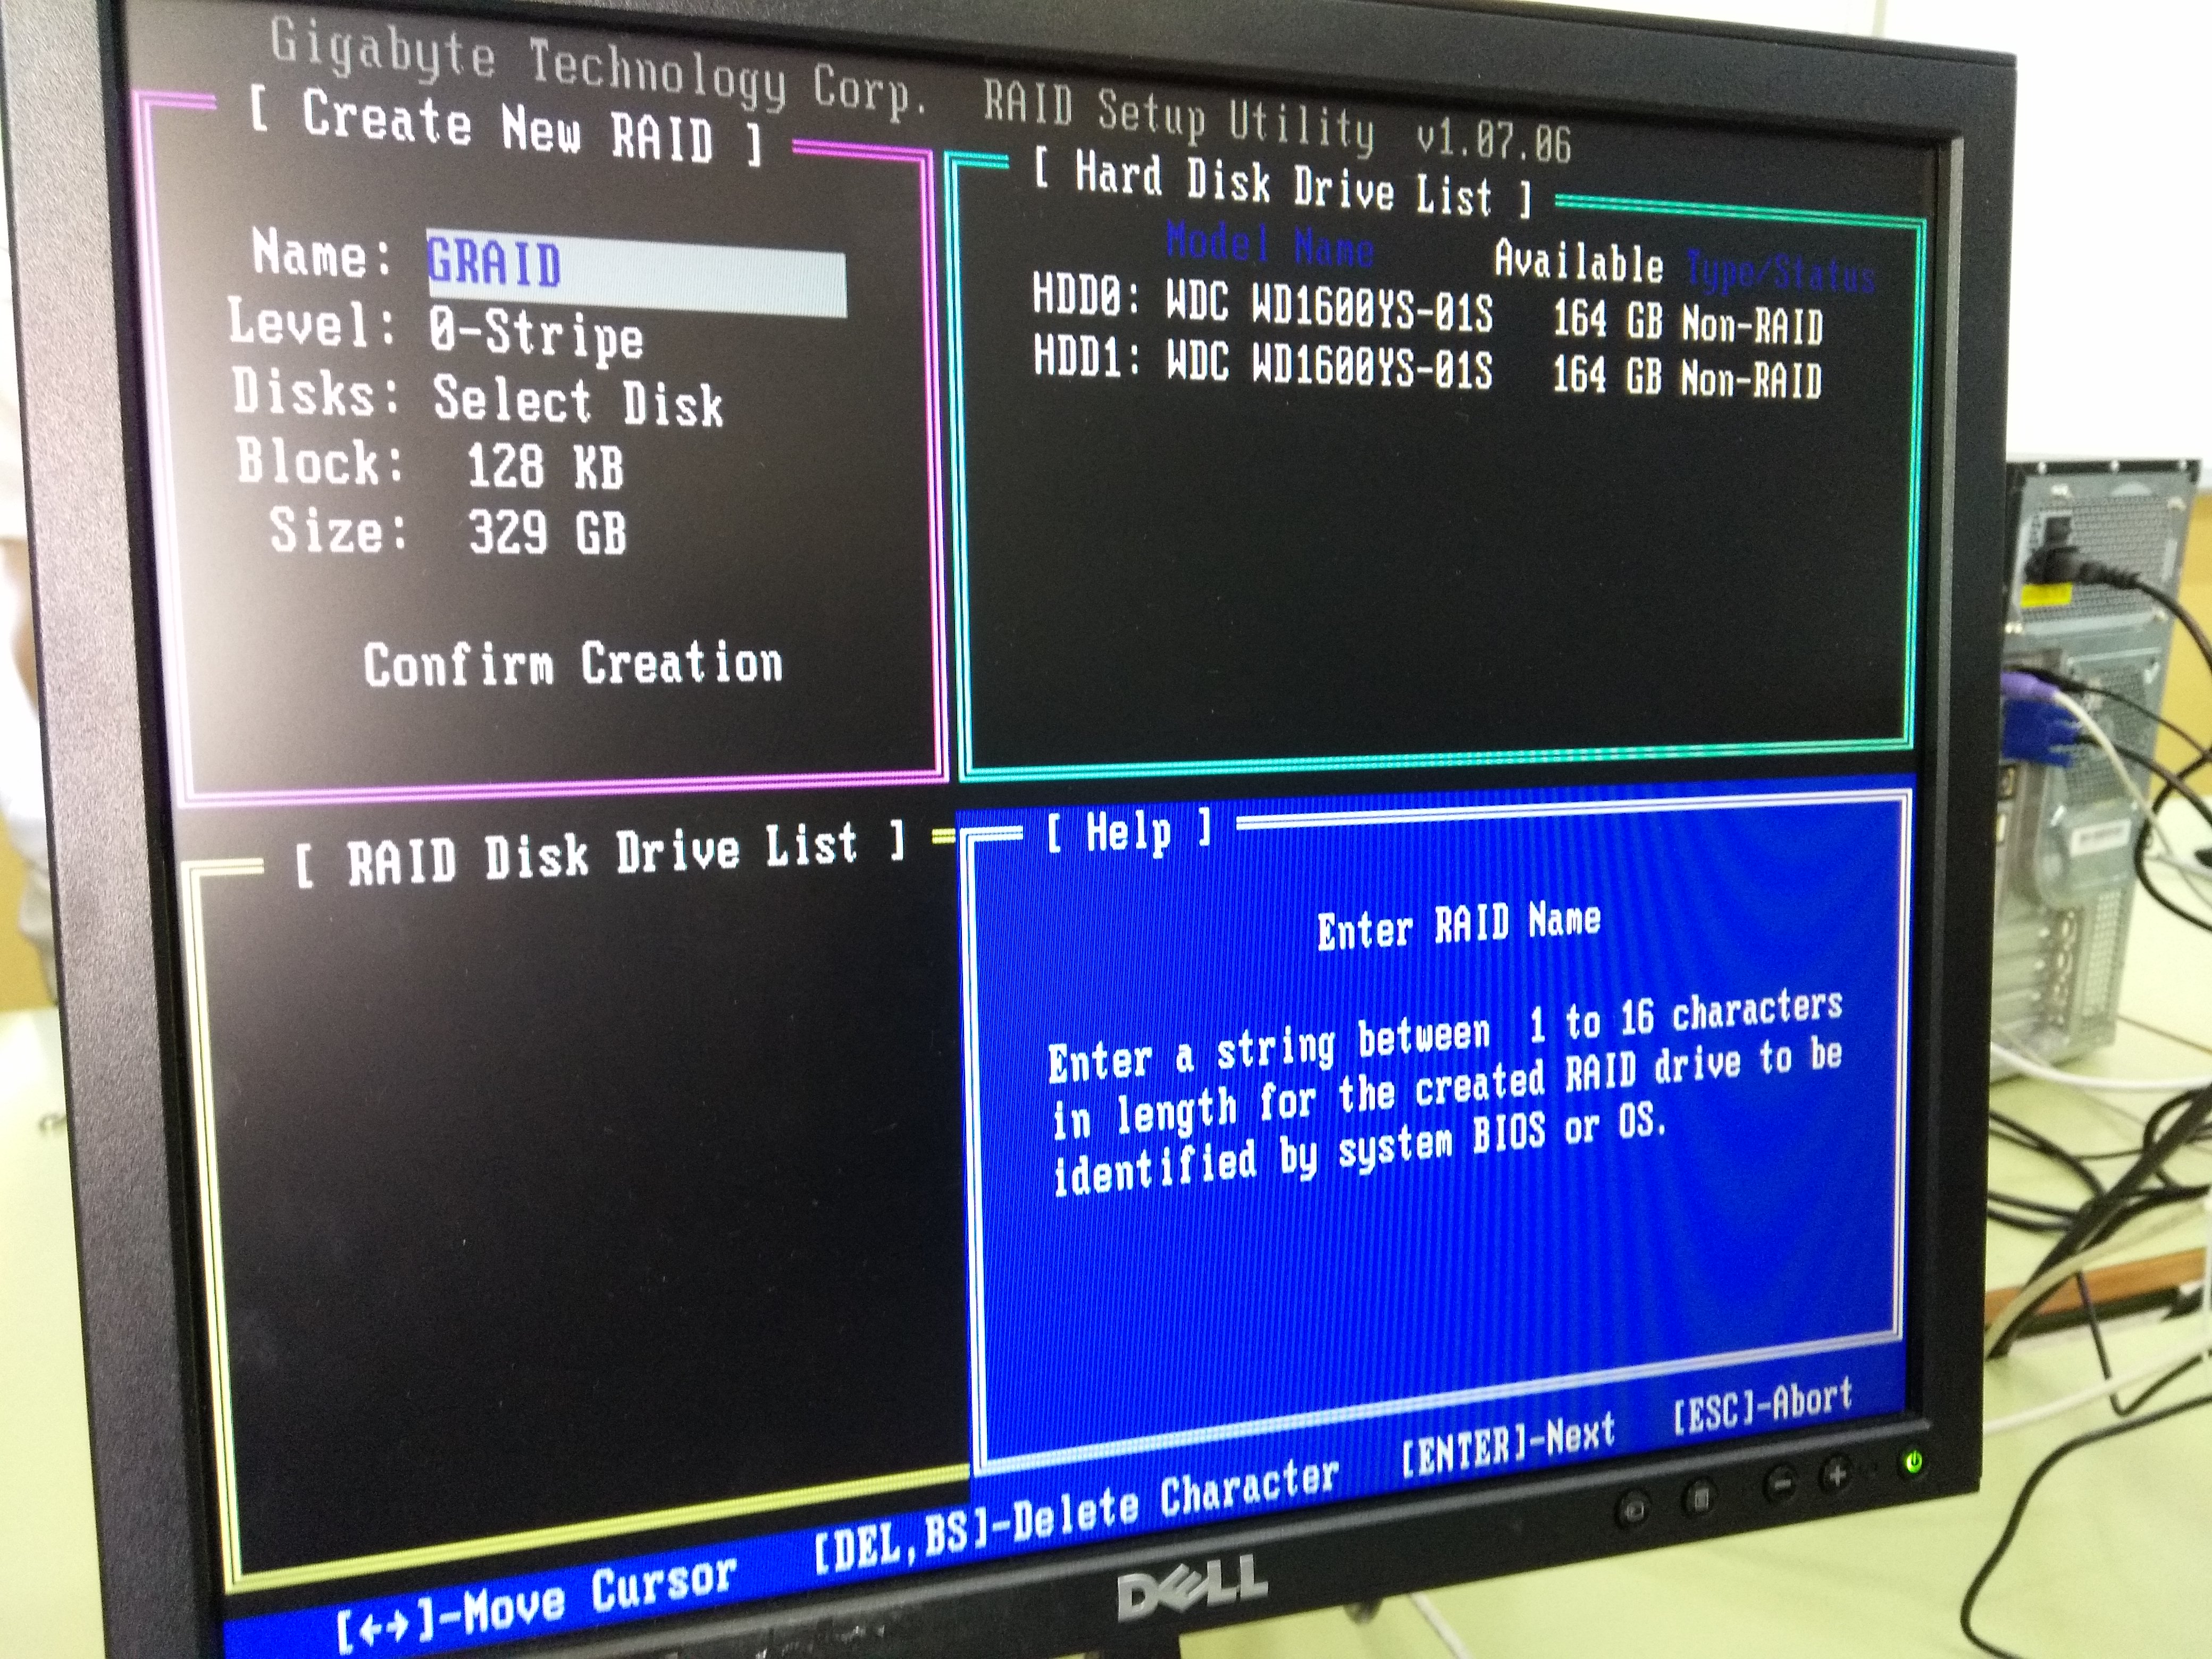 Gigabyte Technology Corp. RAID Setup Utility v1.07.06
[ Create New RAID ]
Name: GRAID
Level: 0-Stripe
Disks: Select Disk
Block: 128 KB
Size: 329 GB
Confirm Creation
[ Hard Disk Drive List ]
Model Name Available Type/Status
HDD0: WDC WD1600YS-01S 164 GB Non-RAID
HDD1: WDC WD1600YS-01S 164 GB Non-RAID
[ RAID Disk Drive List ]
[ Help ]
Enter RAID Name
Enter a string between 1 to 16 characters
in length for the created RAID drive to be
identified by system BIOS or OS.
[←→]-Move Cursor [DEL,BS]-Delete Character [ENTER]-Next [ESC]-Abort
DELL